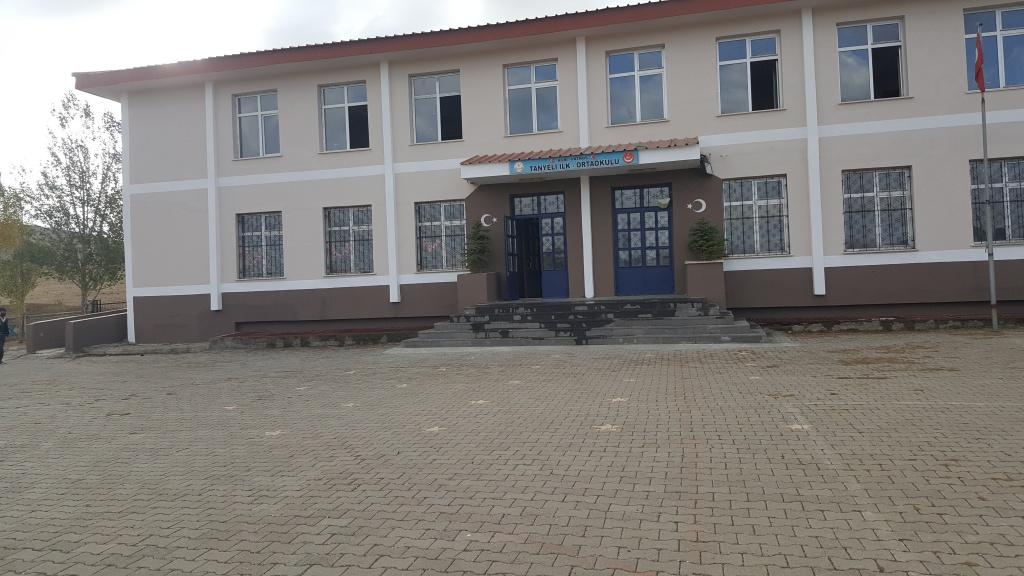 TANYELİ İLK - ORTAOKULU